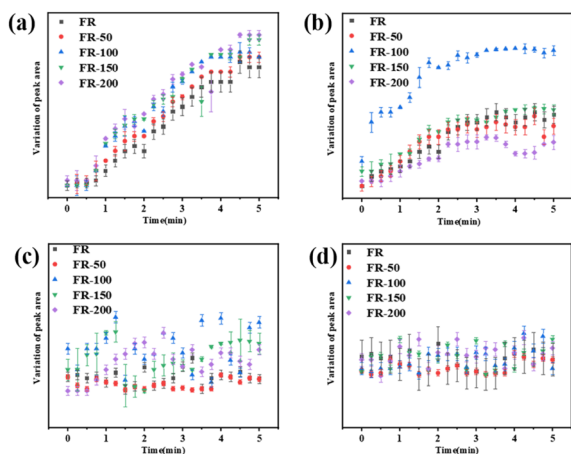 (a)
FR
FR-50
FR-100
FR-150
FR-200
Variation of peak area
0 1 2 3 4 5
Time(min)
(b)
FR
FR-50
FR-100
FR-150
FR-200
Variation of peak area
0 1 2 3 4 5
Time(min)
(c)
FR
FR-50
FR-100
FR-150
FR-200
Variation of peak area
0 1 2 3 4 5
Time(min)
(d)
FR
FR-50
FR-100
FR-150
FR-200
Variation of peak area
0 1 2 3 4 5
Time(min)